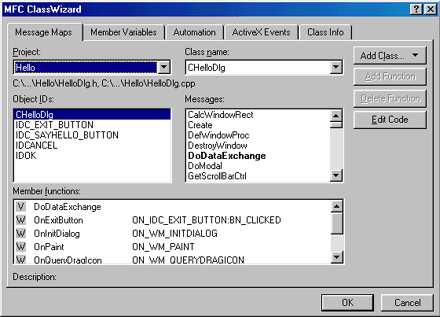 MFC ClassWizard
Message Maps Member Variables Automation ActiveX Events Class Info
Project: Class name:
Hello CHelloDlg
Add Class...
C:\...\Hello\HelloDlg.h, C:\...\Hello\HelloDlg.cpp
Add Function
Object IDs: Messages:
Delete Function
CHelloDlg CalcWindowRect
IDC_EXIT_BUTTON Create
Edit Code
IDC_SAYHELLO_BUTTON DefWindowProc
IDCANCEL DestroyWindow
IDOK DoDataExchange
DoModal
GetScrollBarCtrl
Member functions:
V DoDataExchange
W OnExitButton ON_IDC_EXIT_BUTTON:BN_CLICKED
W OnInitDialog ON_WM_INITDIALOG
W OnPaint ON_WM_PAINT
W OnQueryDragIcon ON_WM_QUERYDRAGICON
Description:
OK Cancel